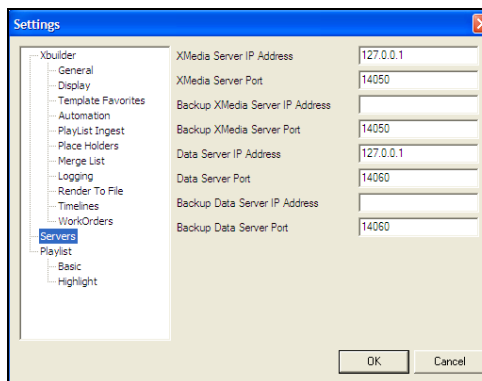 Settings
Xbuilder
General
Display
Template Favorites
Automation
PlayList Ingest
Place Holders
Merge List
Logging
Render To File
Timelines
WorkOrders
Servers
Playlist
Basic
Highlight
XMedia Server IP Address 127.0.0.1
XMedia Server Port 14050
Backup XMedia Server IP Address
Backup XMedia Server Port 14050
Data Server IP Address 127.0.0.1
Data Server Port 14060
Backup Data Server IP Address
Backup Data Server Port 14060
OK Cancel